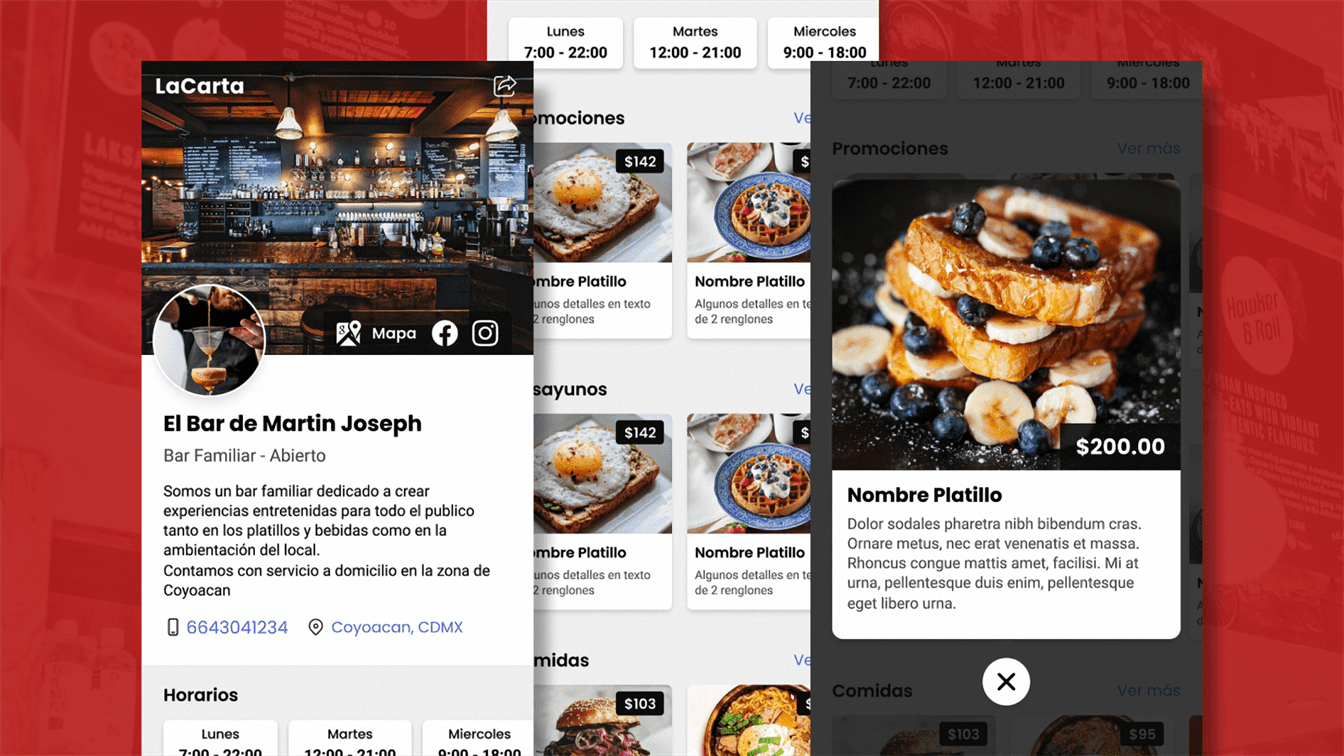 LaCarta
Mapa
El Bar de Martin Joseph
Bar Familiar - Abierto
Somos un bar familiar dedicado a crear
experiencias entretenidas para todo el publico
tanto en los platillos y bebidas como en la
ambientación del local.
Contamos con servicio a domicilio en la zona de
Coyoacan
6643041234
Coyoacan, CDMX
Horarios
Lunes
7:00 - 22:00
Martes
12:00 - 21:00
Miercoles
9:00 - 18:00
Lunes
7:00 - 22:00
Martes
12:00 - 21:00
Miercoles
9:00 - 18:00
omociones
Ve
$142
$
mbre Platillo
unos detalles en texto
2 renglones
Nombre Platillo
Algunos detalles en te
de 2 renglones
sayunos
Ve
$142
$
mbre Platillo
unos detalles en texto
2 renglones
Nombre Platillo
Algunos detalles en te
de 2 renglones
midas
Ve
$103
Lunes
7:00 - 22:00
Martes
12:00 - 21:00
Miercoles
9:00 - 18:00
Promociones
Ver más
$200.00
Nombre Platillo
Dolor sodales pharetra nibh bibendum cras.
Ornare metus, nec erat venenatis et massa.
Rhoncus congue mattis amet, facilisi. Mi at
urna, pellentesque duis enim, pellentesque
eget libero urna.
Comidas
Ver más
$103
$95
Hawker
& Roll